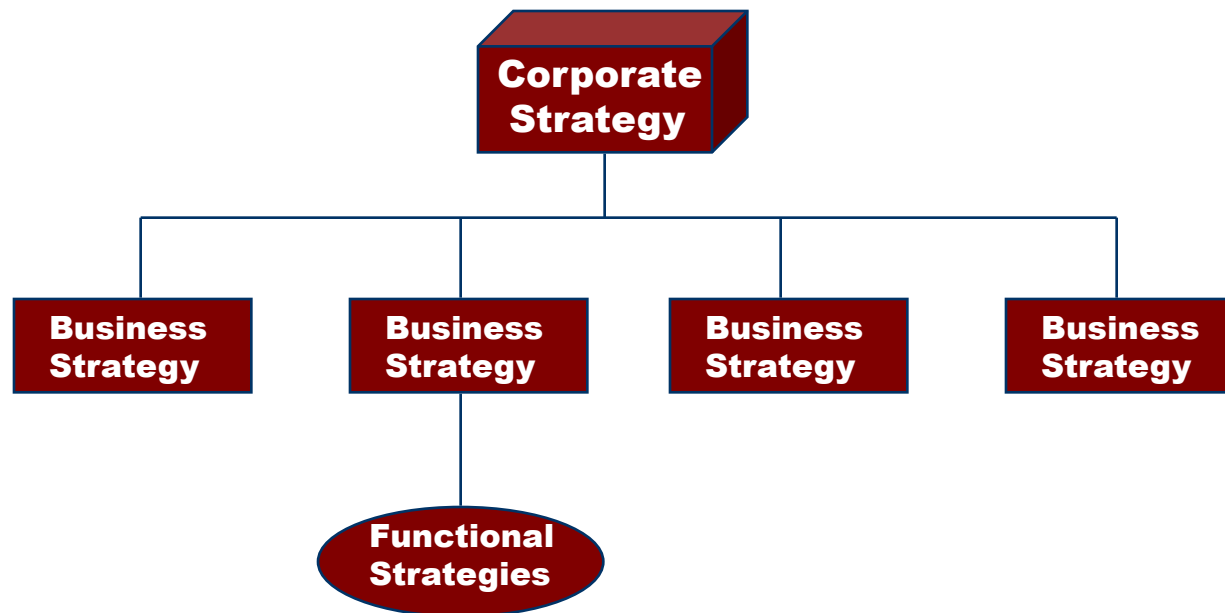 Corporate
Strategy
Business
Strategy
Business
Strategy
Business
Strategy
Business
Strategy
Functional
Strategies